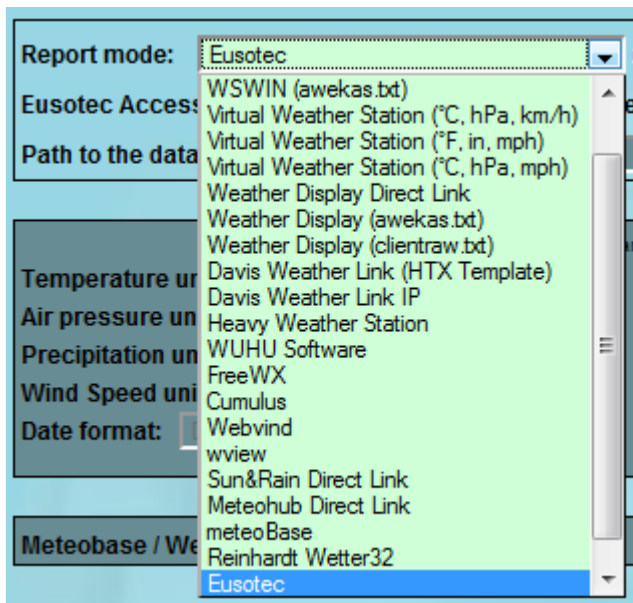 Report mode: Eusotec
Eusotec Access
Path to the data
WSWIN (awekas.txt)
Virtual Weather Station (°C, hPa, km/h)
Virtual Weather Station (°F, in, mph)
Virtual Weather Station (°C, hPa, mph)
Weather Display Direct Link
Weather Display (awekas.txt)
Weather Display (clientraw.txt)
Davis Weather Link (HTX Template)
Davis Weather Link IP
Heavy Weather Station
WUHU Software
FreeWX
Cumulus
Webvind
wview
Sun&Rain Direct Link
Meteohub Direct Link
meteoBase
Reinhardt Wetter32
Eusotec
Temperature un
Air pressure un
Precipitation un
Wind Speed uni
Date format:
Meteobase / We